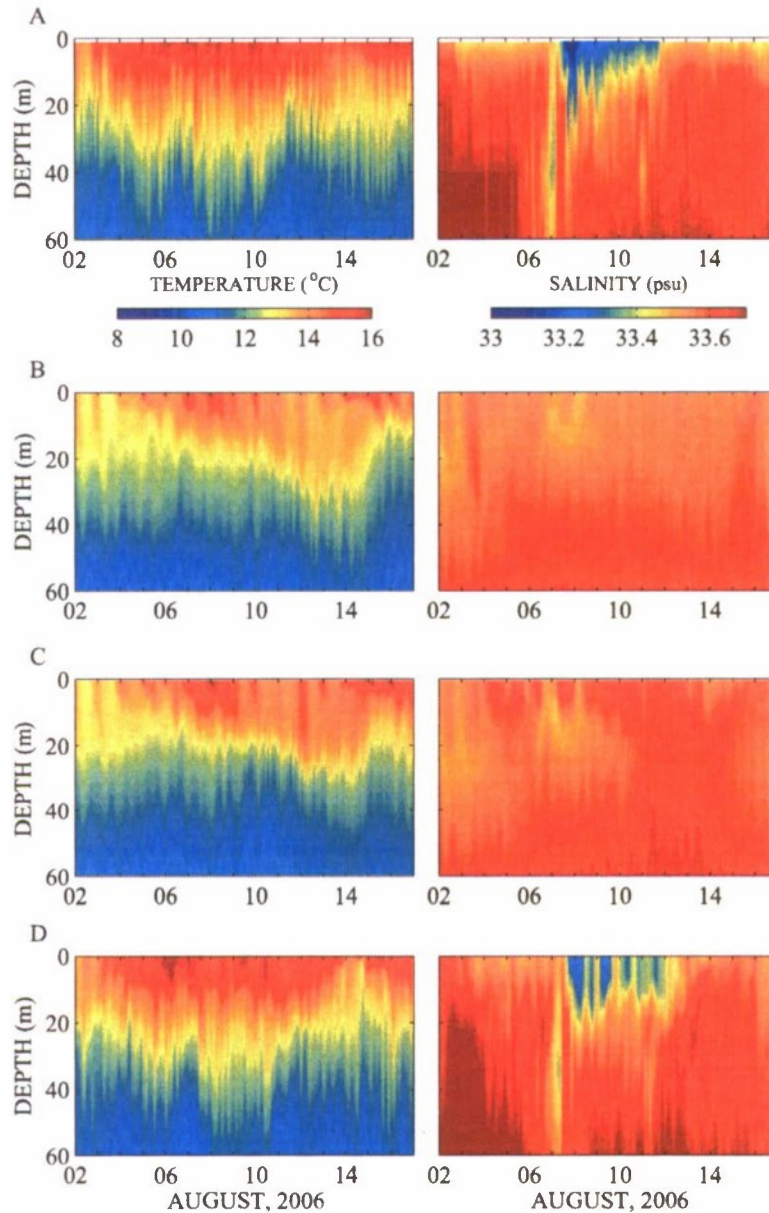 A
0
20
40
60
DEPTH (m)
02 06 10 14
02 06 10 14
TEMPERATURE (°C)
SALINITY (psu)
8 10 12 14 16
33 33.2 33.4 33.6
B
0
20
40
60
DEPTH (m)
02 06 10 14
02 06 10 14
C
0
20
40
60
DEPTH (m)
02 06 10 14
02 06 10 14
D
0
20
40
60
DEPTH (m)
02 06 10 14
02 06 10 14
AUGUST, 2006
AUGUST, 2006